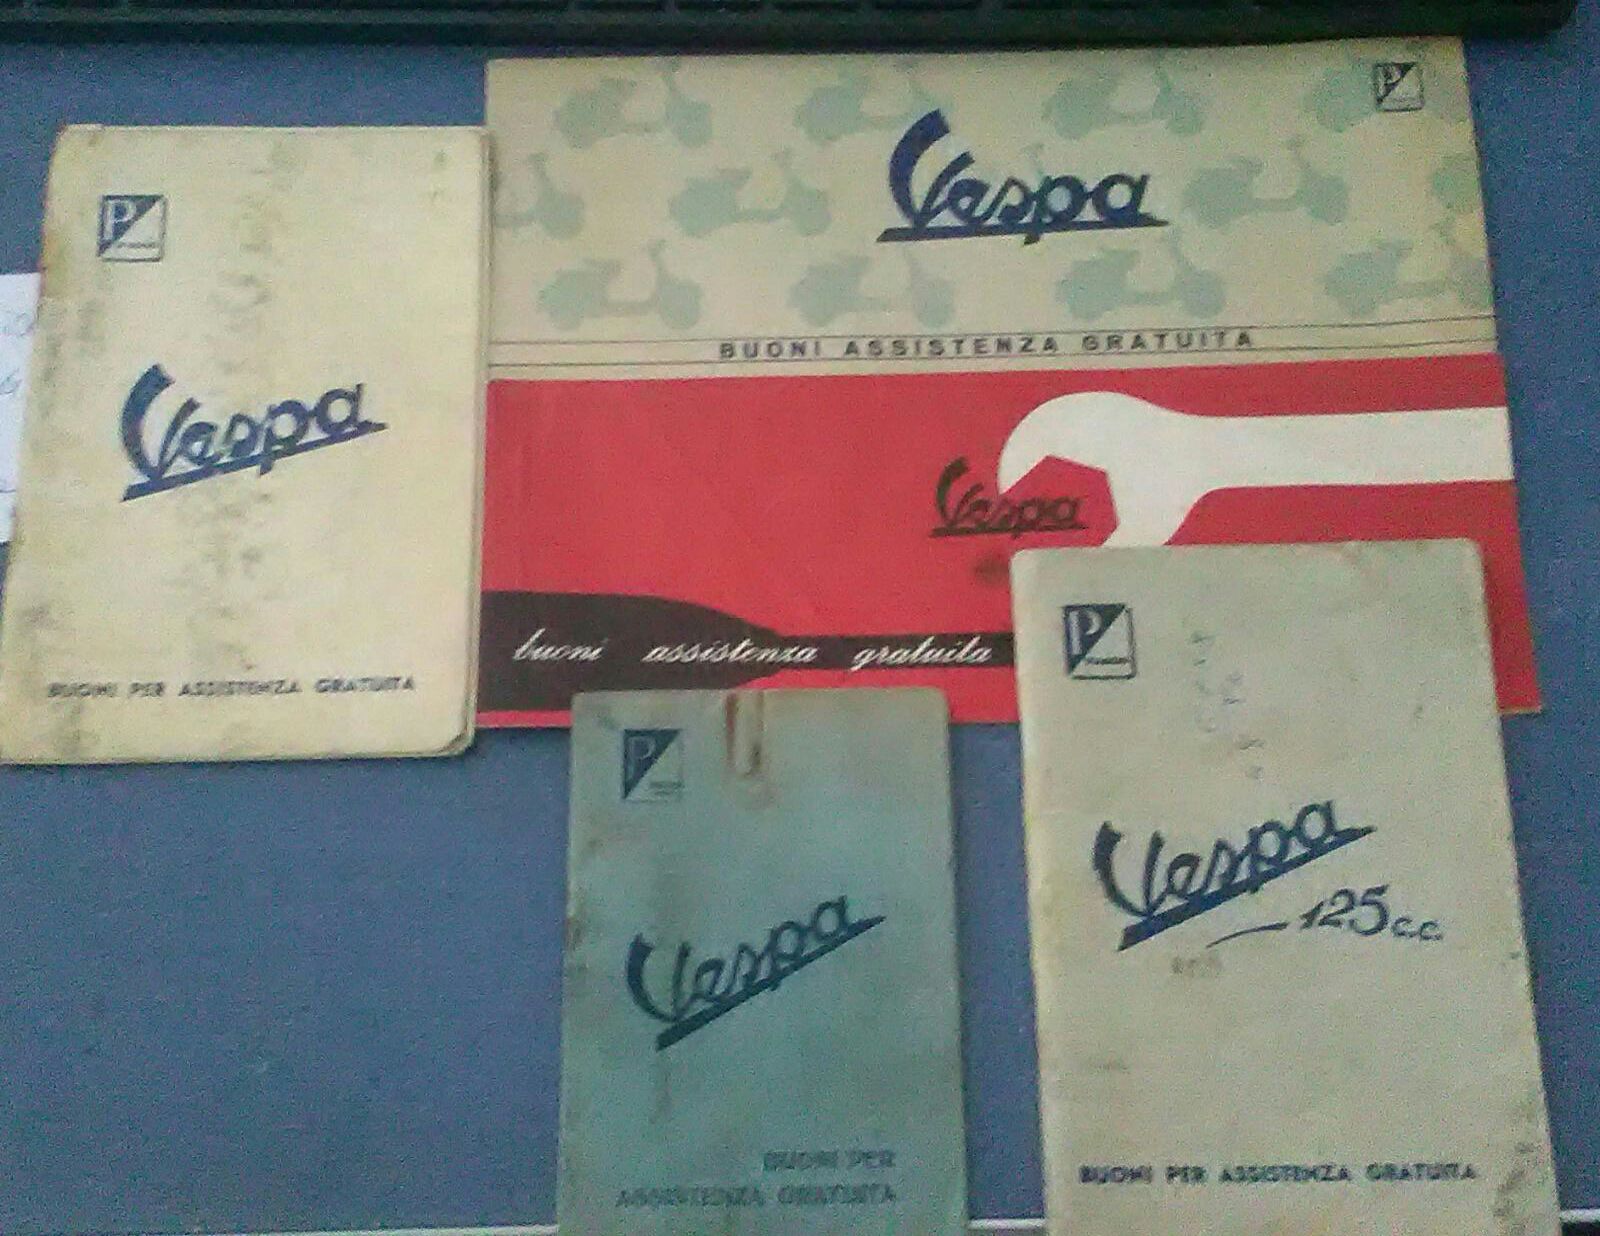 P
Vespa
BUONI PER ASSISTENZA GRATUITA
P
Vespa
BUONI ASSISTENZA GRATUITA
Vespa
buoni assistenza gratuita
P
Vespa
BUONI PER
ASSISTENZA GRATUITA
P
Vespa
125 c.c.
BUONI PER ASSISTENZA GRATUITA